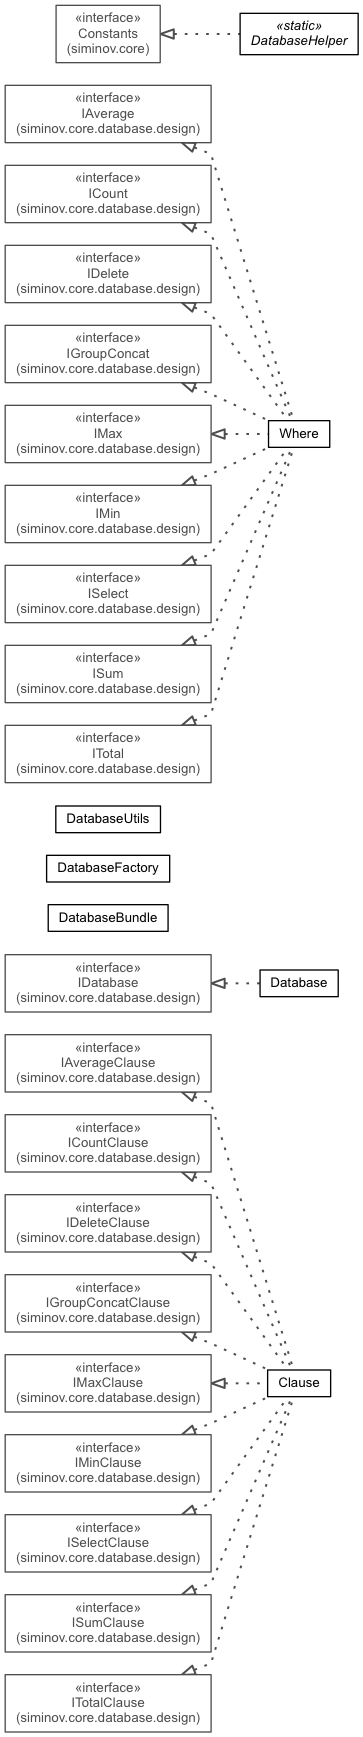 «interface»
Constants
(siminov.core)
«static»
DatabaseHelper
«interface»
IAverage
(siminov.core.database.design)
«interface»
ICount
(siminov.core.database.design)
«interface»
IDelete
(siminov.core.database.design)
«interface»
IGroupConcat
(siminov.core.database.design)
«interface»
IMax
(siminov.core.database.design)
Where
«interface»
IMin
(siminov.core.database.design)
«interface»
ISelect
(siminov.core.database.design)
«interface»
ISum
(siminov.core.database.design)
«interface»
ITotal
(siminov.core.database.design)
DatabaseUtils
DatabaseFactory
DatabaseBundle
«interface»
IDatabase
(siminov.core.database.design)
Database
«interface»
IAverageClause
(siminov.core.database.design)
«interface»
ICountClause
(siminov.core.database.design)
«interface»
IDeleteClause
(siminov.core.database.design)
«interface»
IGroupConcatClause
(siminov.core.database.design)
«interface»
IMaxClause
(siminov.core.database.design)
Clause
«interface»
IMinClause
(siminov.core.database.design)
«interface»
ISelectClause
(siminov.core.database.design)
«interface»
ISumClause
(siminov.core.database.design)
«interface»
ITotalClause
(siminov.core.database.design)